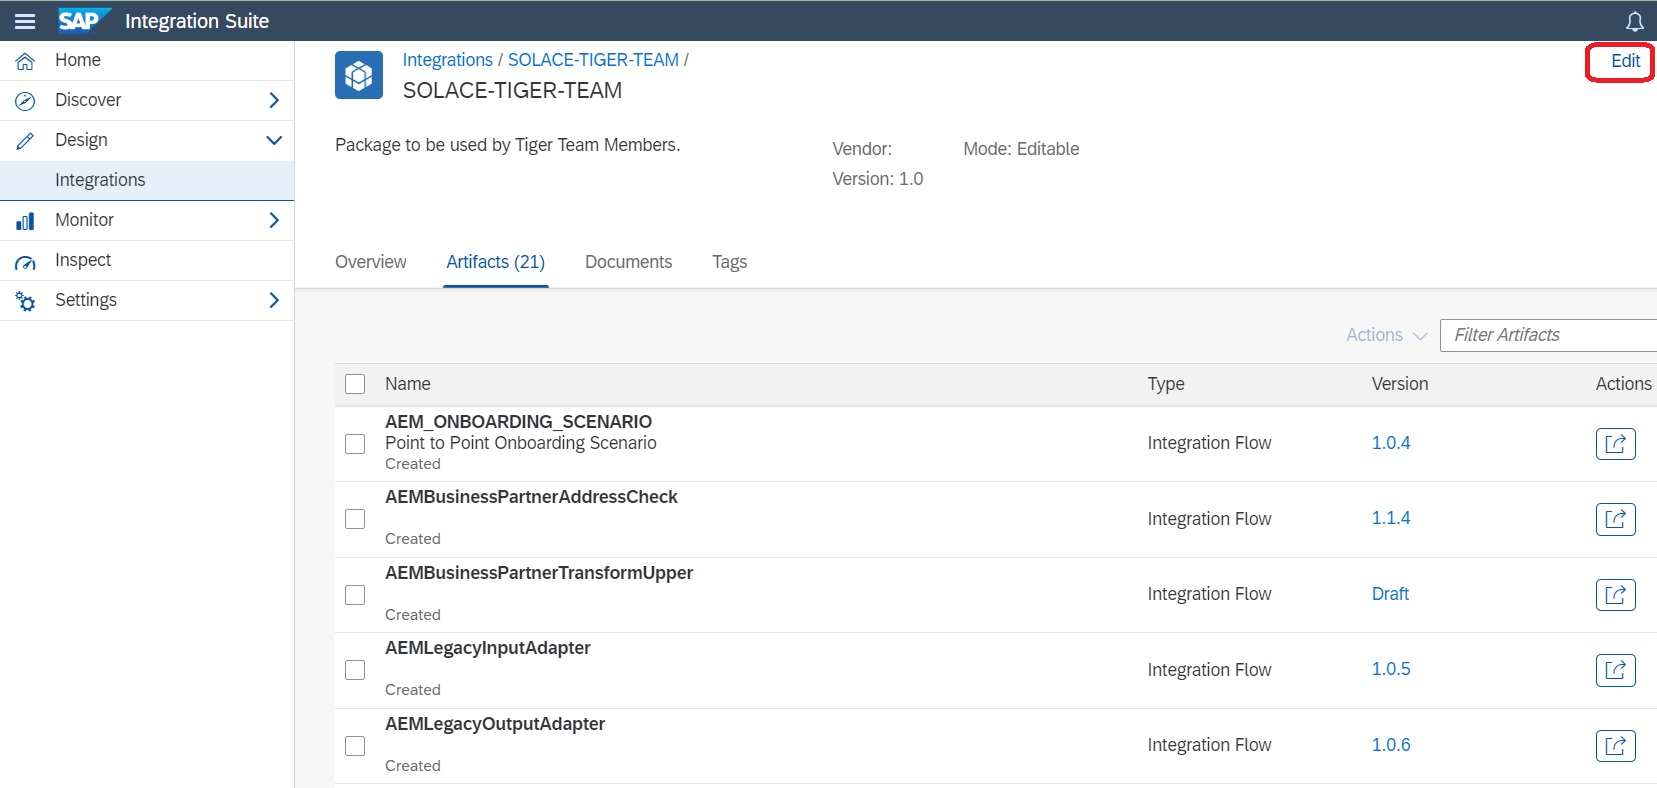 SAP Integration Suite
Home
Discover
Design
Integrations
Monitor
Inspect
Settings
Integrations / SOLACE-TIGER-TEAM /
Edit
SOLACE-TIGER-TEAM
Package to be used by Tiger Team Members.
Vendor:
Mode: Editable
Version: 1.0
Overview
Artifacts (21)
Documents
Tags
Actions
Filter Artifacts
Name Type Version Actions
AEM_ONBOARDING_SCENARIO
Point to Point Onboarding Scenario
Created
Integration Flow
1.0.4
AEMBusinessPartnerAddressCheck
Created
Integration Flow
1.1.4
AEMBusinessPartnerTransformUpper
Created
Integration Flow
Draft
AEMLegacyInputAdapter
Created
Integration Flow
1.0.5
AEMLegacyOutputAdapter
Created
Integration Flow
1.0.6